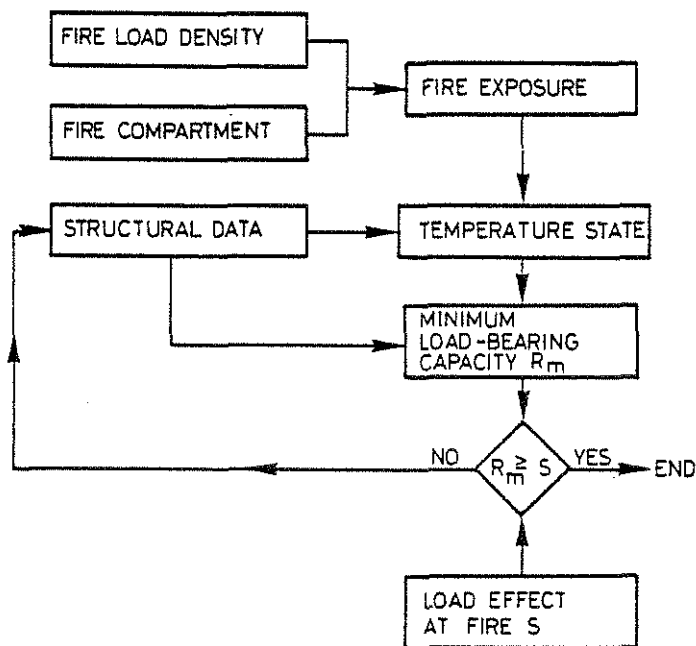 FIRE LOAD DENSITY
FIRE EXPOSURE
FIRE COMPARTMENT
STRUCTURAL DATA
TEMPERATURE STATE
MINIMUM
LOAD-BEARING
CAPACITY Rm
NO
Rm ≥ S
YES
END
LOAD EFFECT
AT FIRE S